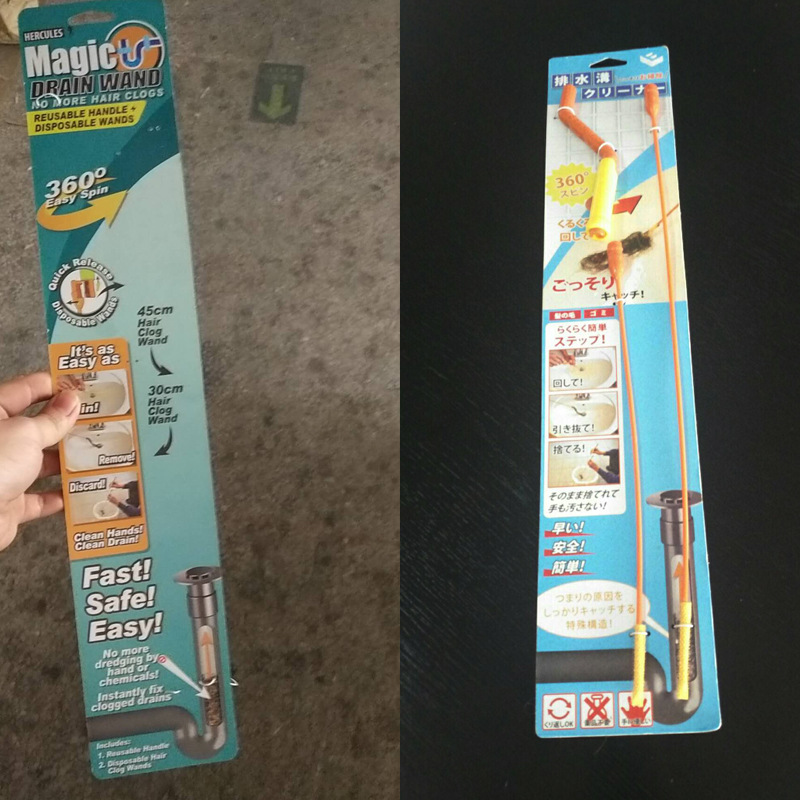 HERCULES
Magic
DRAIN WAND
NO MORE HAIR CLOGS
REUSABLE HANDLE +
DISPOSABLE WANDS
360º
Easy Spin
Quick Release
Disposable Wands
45cm
Hair
Clog
Wand
30cm
Hair
Clog
Wand
It's as
Easy as
in!
Remove!
Discard!
Clean Hands!
Clean Drain!
Fast!
Safe!
Easy!
No more
dredging by
hand or
chemicals!
Instantly fix
clogged drains
Includes:
1. Reusable Handle
2. Disposable Hair
Clog Wands
排水溝
クリーナー
360°
スピン
くるくる
回して
ごっそり
キャッチ!
髪の毛 ゴミ
らくらく簡単
ステップ!
回して!
引き抜て!
捨てる!
そのまま捨てれて
手も汚さない!
早い!
安全!
簡単!
つまりの原因を
しっかりキャッチする
特殊構造!
くり返しOK